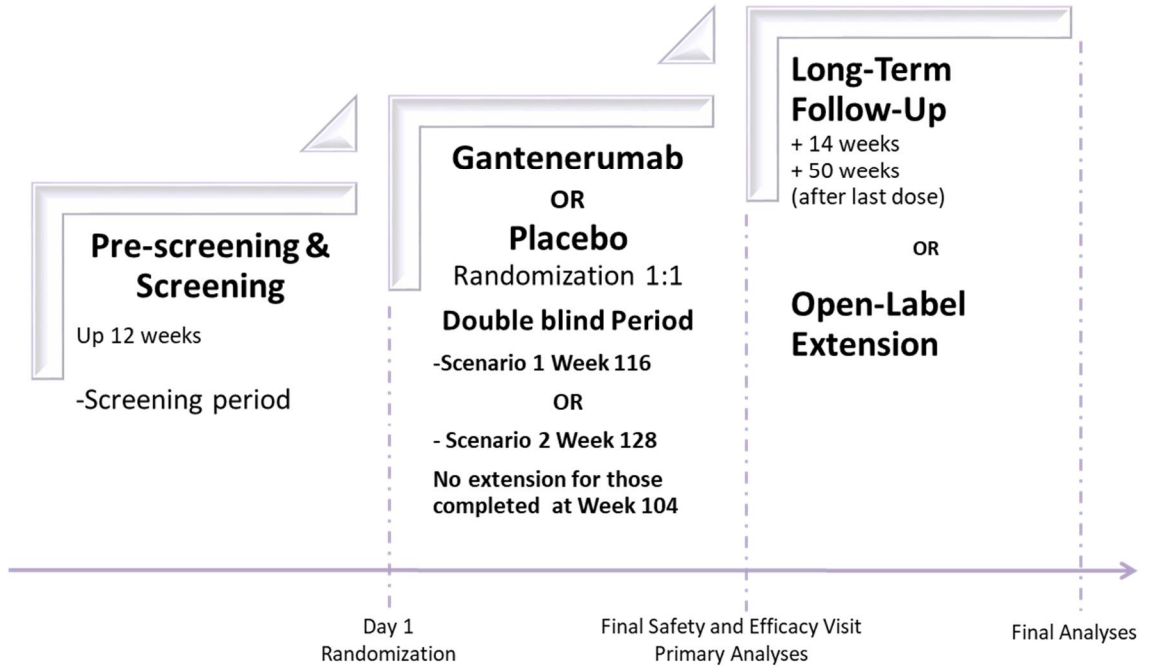 Pre-screening &
Screening
Up 12 weeks
-Screening period
Gantenerumab
OR
Placebo
Randomization 1:1
Double blind Period
-Scenario 1 Week 116
OR
- Scenario 2 Week 128
No extension for those
completed at Week 104
Long-Term
Follow-Up
+ 14 weeks
+ 50 weeks
(after last dose)
OR
Open-Label
Extension
Day 1
Randomization
Final Safety and Efficacy Visit
Primary Analyses
Final Analyses